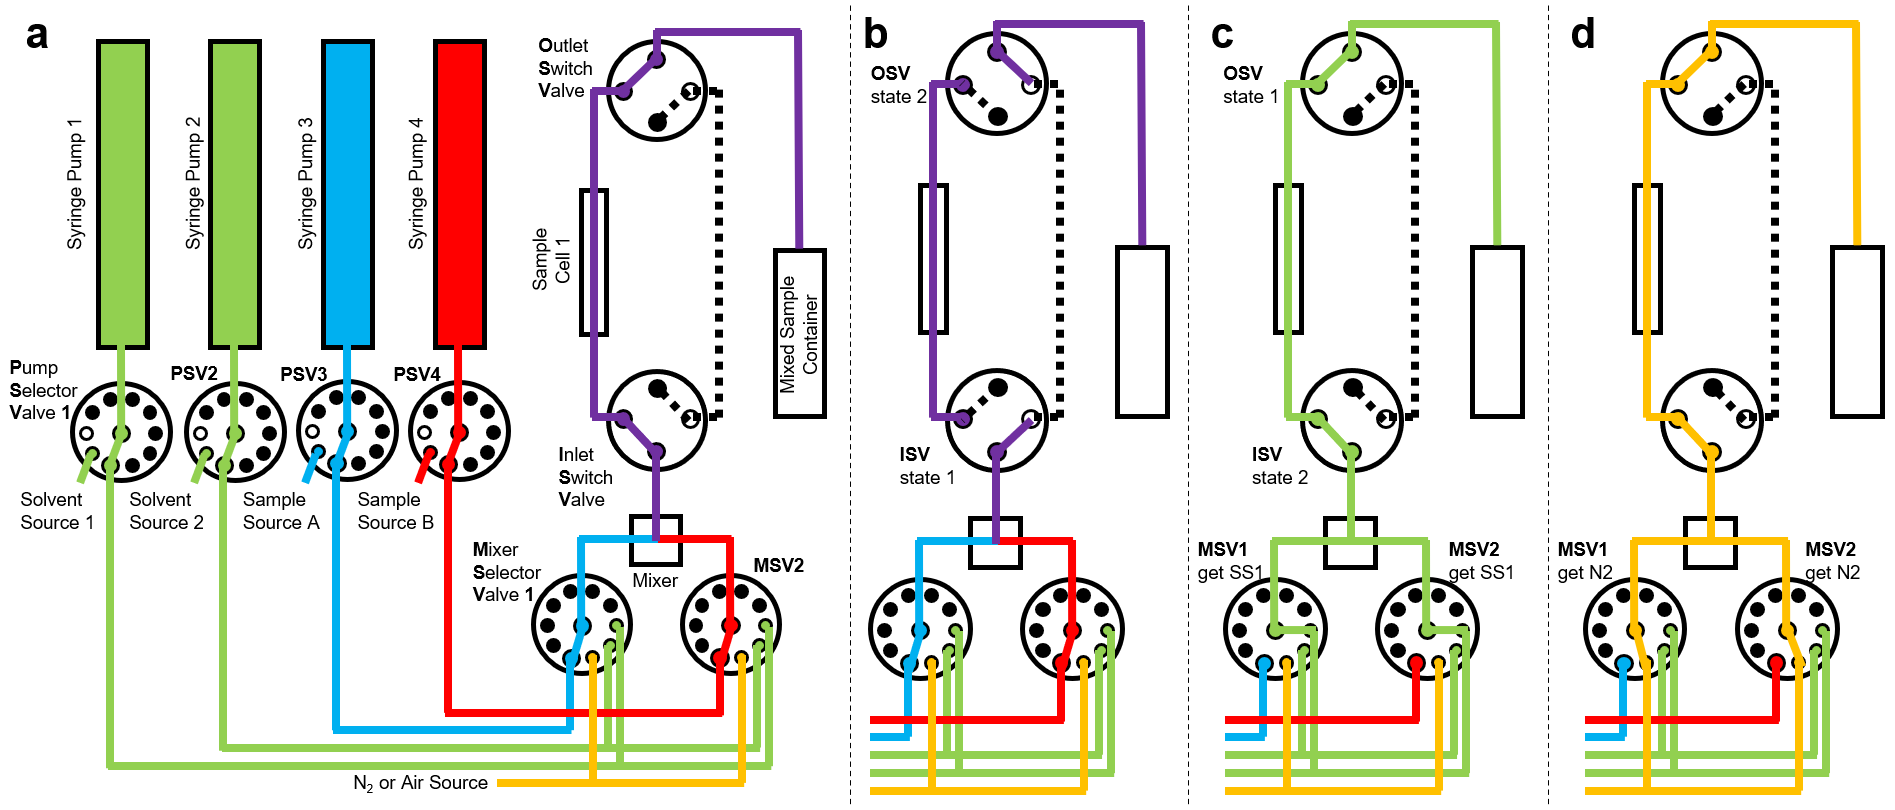 a
Syringe Pump 1
Syringe Pump 2
Syringe Pump 3
Syringe Pump 4
Pump
Selector
Valve 1
PSV2
PSV3
PSV4
Solvent
Source 1
Solvent
Source 2
Sample
Source A
Sample
Source B
Outlet
Switch
Valve
Sample
Cell 1
Mixed Sample
Container
Inlet
Switch
Valve
Mixer
Selector
Valve 1
Mixer
MSV2
N2 or Air Source
b
OSV
state 2
ISV
state 1
c
OSV
state 1
ISV
state 2
MSV1
get SS1
MSV2
get SS1
d
MSV1
get N2
MSV2
get N2